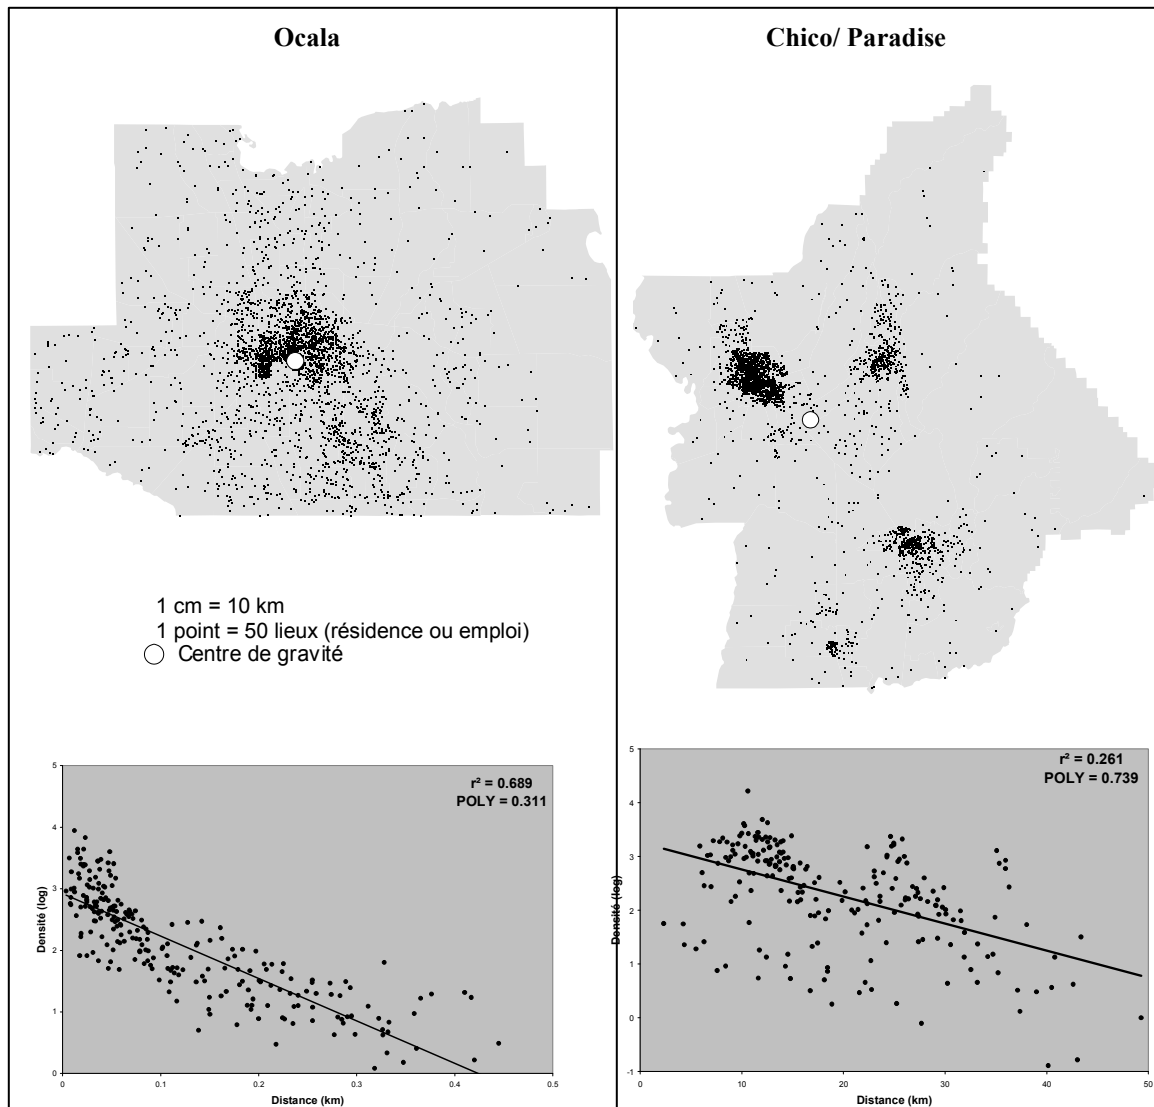 Ocala
Chico/ Paradise
1 cm = 10 km
1 point = 50 lieux (résidence ou emploi)
Centre de gravité
r² = 0.689
POLY = 0.311
5
4
3
2
1
0
Densité (log)
0
0.1
0.2
0.3
0.4
0.5
Distance (km)
r² = 0.261
POLY = 0.739
5
4
3
2
1
0
-1
Densité (log)
0
10
20
30
40
50
Distance (km)